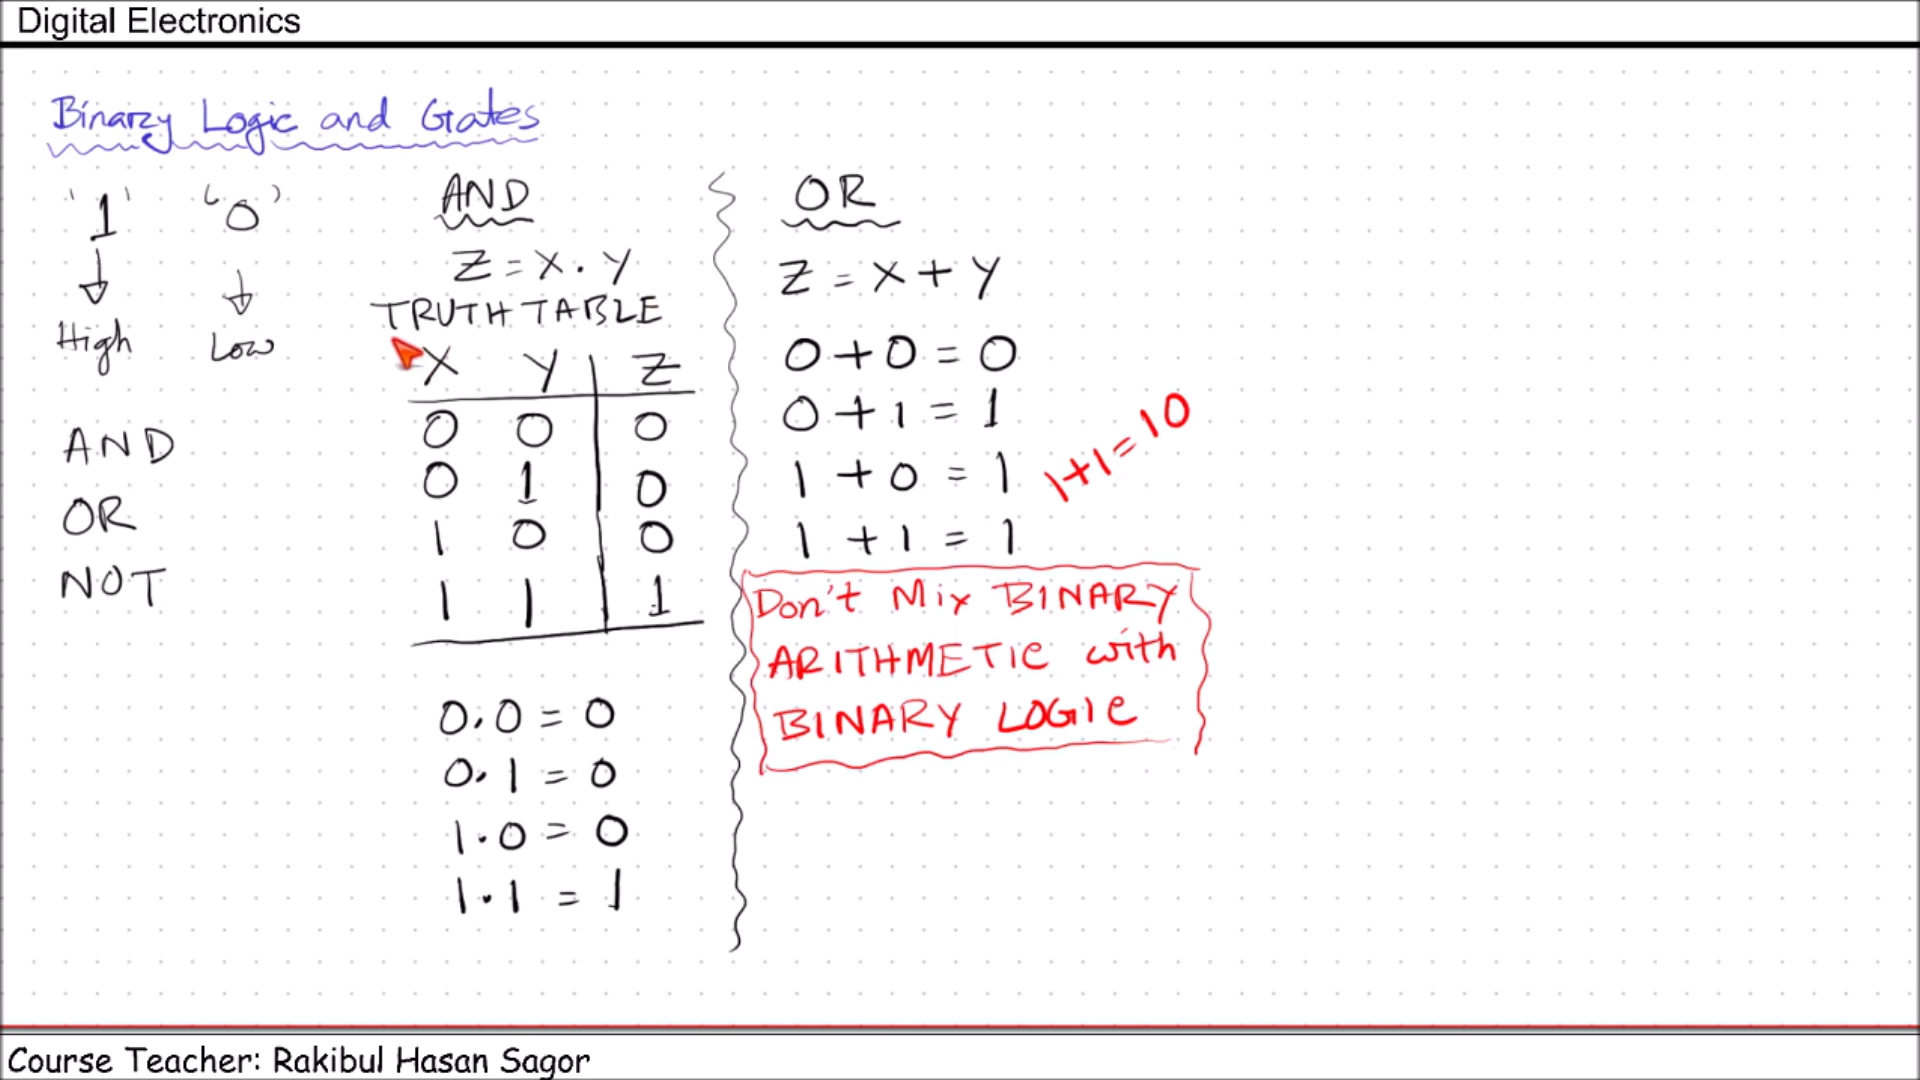 Digital Electronics
Binary Logic and Gates
'1' '0'
High Low
AND
OR
NOT
AND
Z = X . Y
TRUTH TABLE
X Y Z
0 0 0
0 1 0
1 0 0
1 1 1
0 . 0 = 0
0 . 1 = 0
1 . 0 = 0
1 . 1 = 1
OR
Z = X + Y
0 + 0 = 0
0 + 1 = 1
1 + 0 = 1
1 + 1 = 1
1 + 1 = 10
Don't Mix BINARY
ARITHMETIC with
BINARY LOGIC
Course Teacher: Rakibul Hasan Sagor